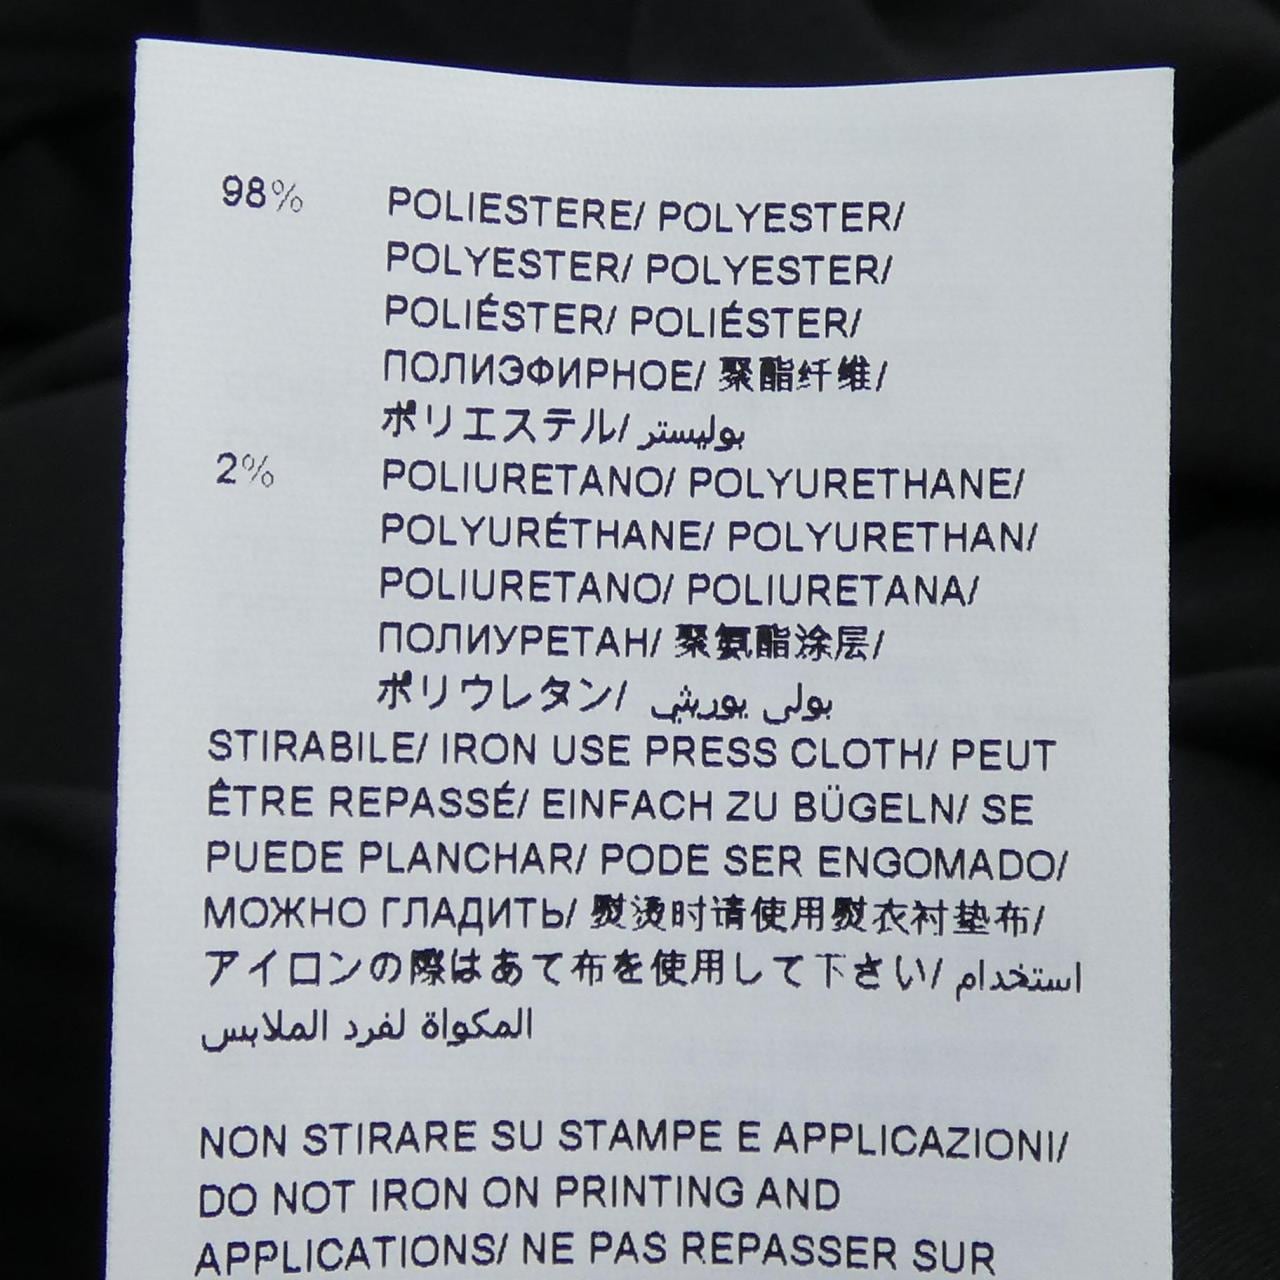 98% POLIESTERE/ POLYESTER/
POLYESTER/ POLYESTER/
POLIÉSTER/ POLIÉSTER/
ПОЛИЭФИРНОЕ/ 聚酯纤维/
ポリエステル/ بوليستر
2% POLIURETANO/ POLYURETHANE/
POLYURÉTHANE/ POLYURETHAN/
POLIURETANO/ POLIURETANA/
ПОЛИУРЕТАН/ 聚氨酯涂层/
ポリウレタン/ بولى يوريثي
STIRABILE/ IRON USE PRESS CLOTH/ PEUT
ÊTRE REPASSÉ/ EINFACH ZU BÜGELN/ SE
PUEDE PLANCHAR/ PODE SER ENGOMADO/
МОЖНО ГЛАДИТЬ/ 熨烫时请使用熨衣衬垫布/
アイロンの際はあて布を使用して下さい/ استخدام
المكواة لفرد الملابس
NON STIRARE SU STAMPE E APPLICAZIONI/
DO NOT IRON ON PRINTING AND
APPLICATIONS/ NE PAS REPASSER SUR